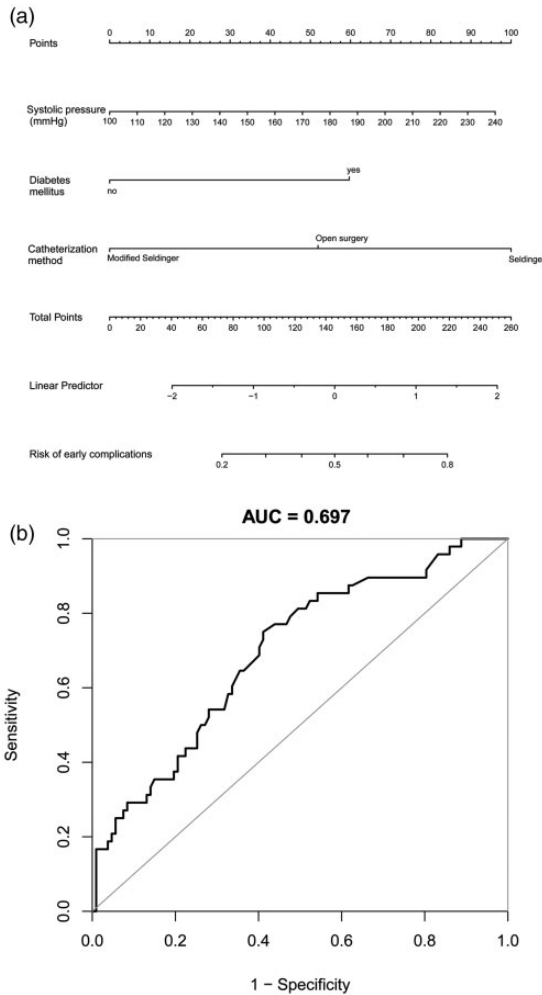 (a)
Points
0 10 20 30 40 50 60 70 80 90 100
Systolic pressure
(mmHg)
100 110 120 130 140 150 160 170 180 190 200 210 220 230 240
Diabetes
mellitus
yes
no
Catheterization
method
Open surgery
Modified Seldinger
Seldinge
Total Points
0 20 40 60 80 100 120 140 160 180 200 220 240 260
Linear Predictor
−2 −1 0 1 2
Risk of early complications
0.2 0.5 0.8
(b)
AUC = 0.697
Sensitivity
1.0
0.8
0.6
0.4
0.2
0.0
0.0 0.2 0.4 0.6 0.8 1.0
1 − Specificity